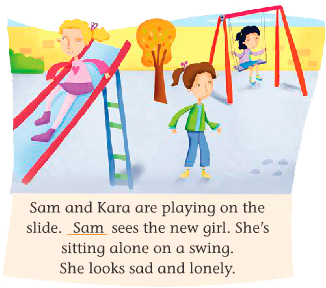 Sam and Kara are playing on the
slide. Sam sees the new girl. She's
sitting alone on a swing.
She looks sad and lonely.